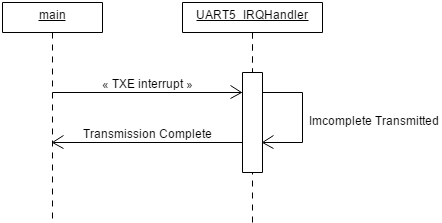 main
UART5_IRQHandler
« TXE interrupt »
Imcomplete Transmitted
Transmission Complete